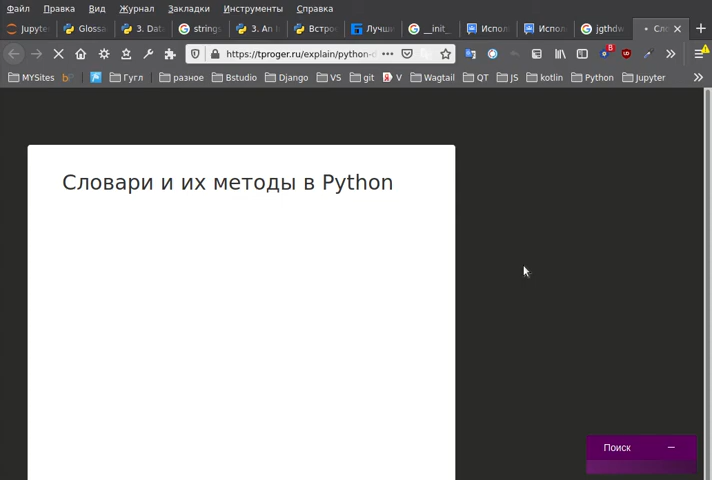 Файл Правка Вид Журнал Закладки Инструменты Справка
Jupyte Glossa 3. Data string 3. An Встро Лучш __init_ Испол Испол jgthdw Сло
https://tproger.ru/explain/python-
MYSites Гугл разное Bstudio Django VS git V Wagtail QT JS kotlin Python Jupyter
Словари и их методы в Python
Поиск